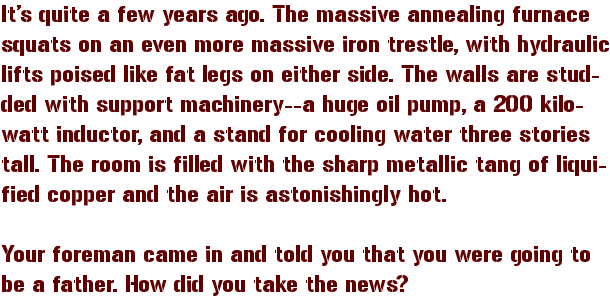 It's quite a few years ago. The massive annealing furnace
squats on an even more massive iron trestle, with hydraulic
lifts poised like fat legs on either side. The walls are stud-
ded with support machinery--a huge oil pump, a 200 kilo-
watt inductor, and a stand for cooling water three stories
tall. The room is filled with the sharp metallic tang of liqui-
fied copper and the air is astonishingly hot.

Your foreman came in and told you that you were going to
be a father. How did you take the news?